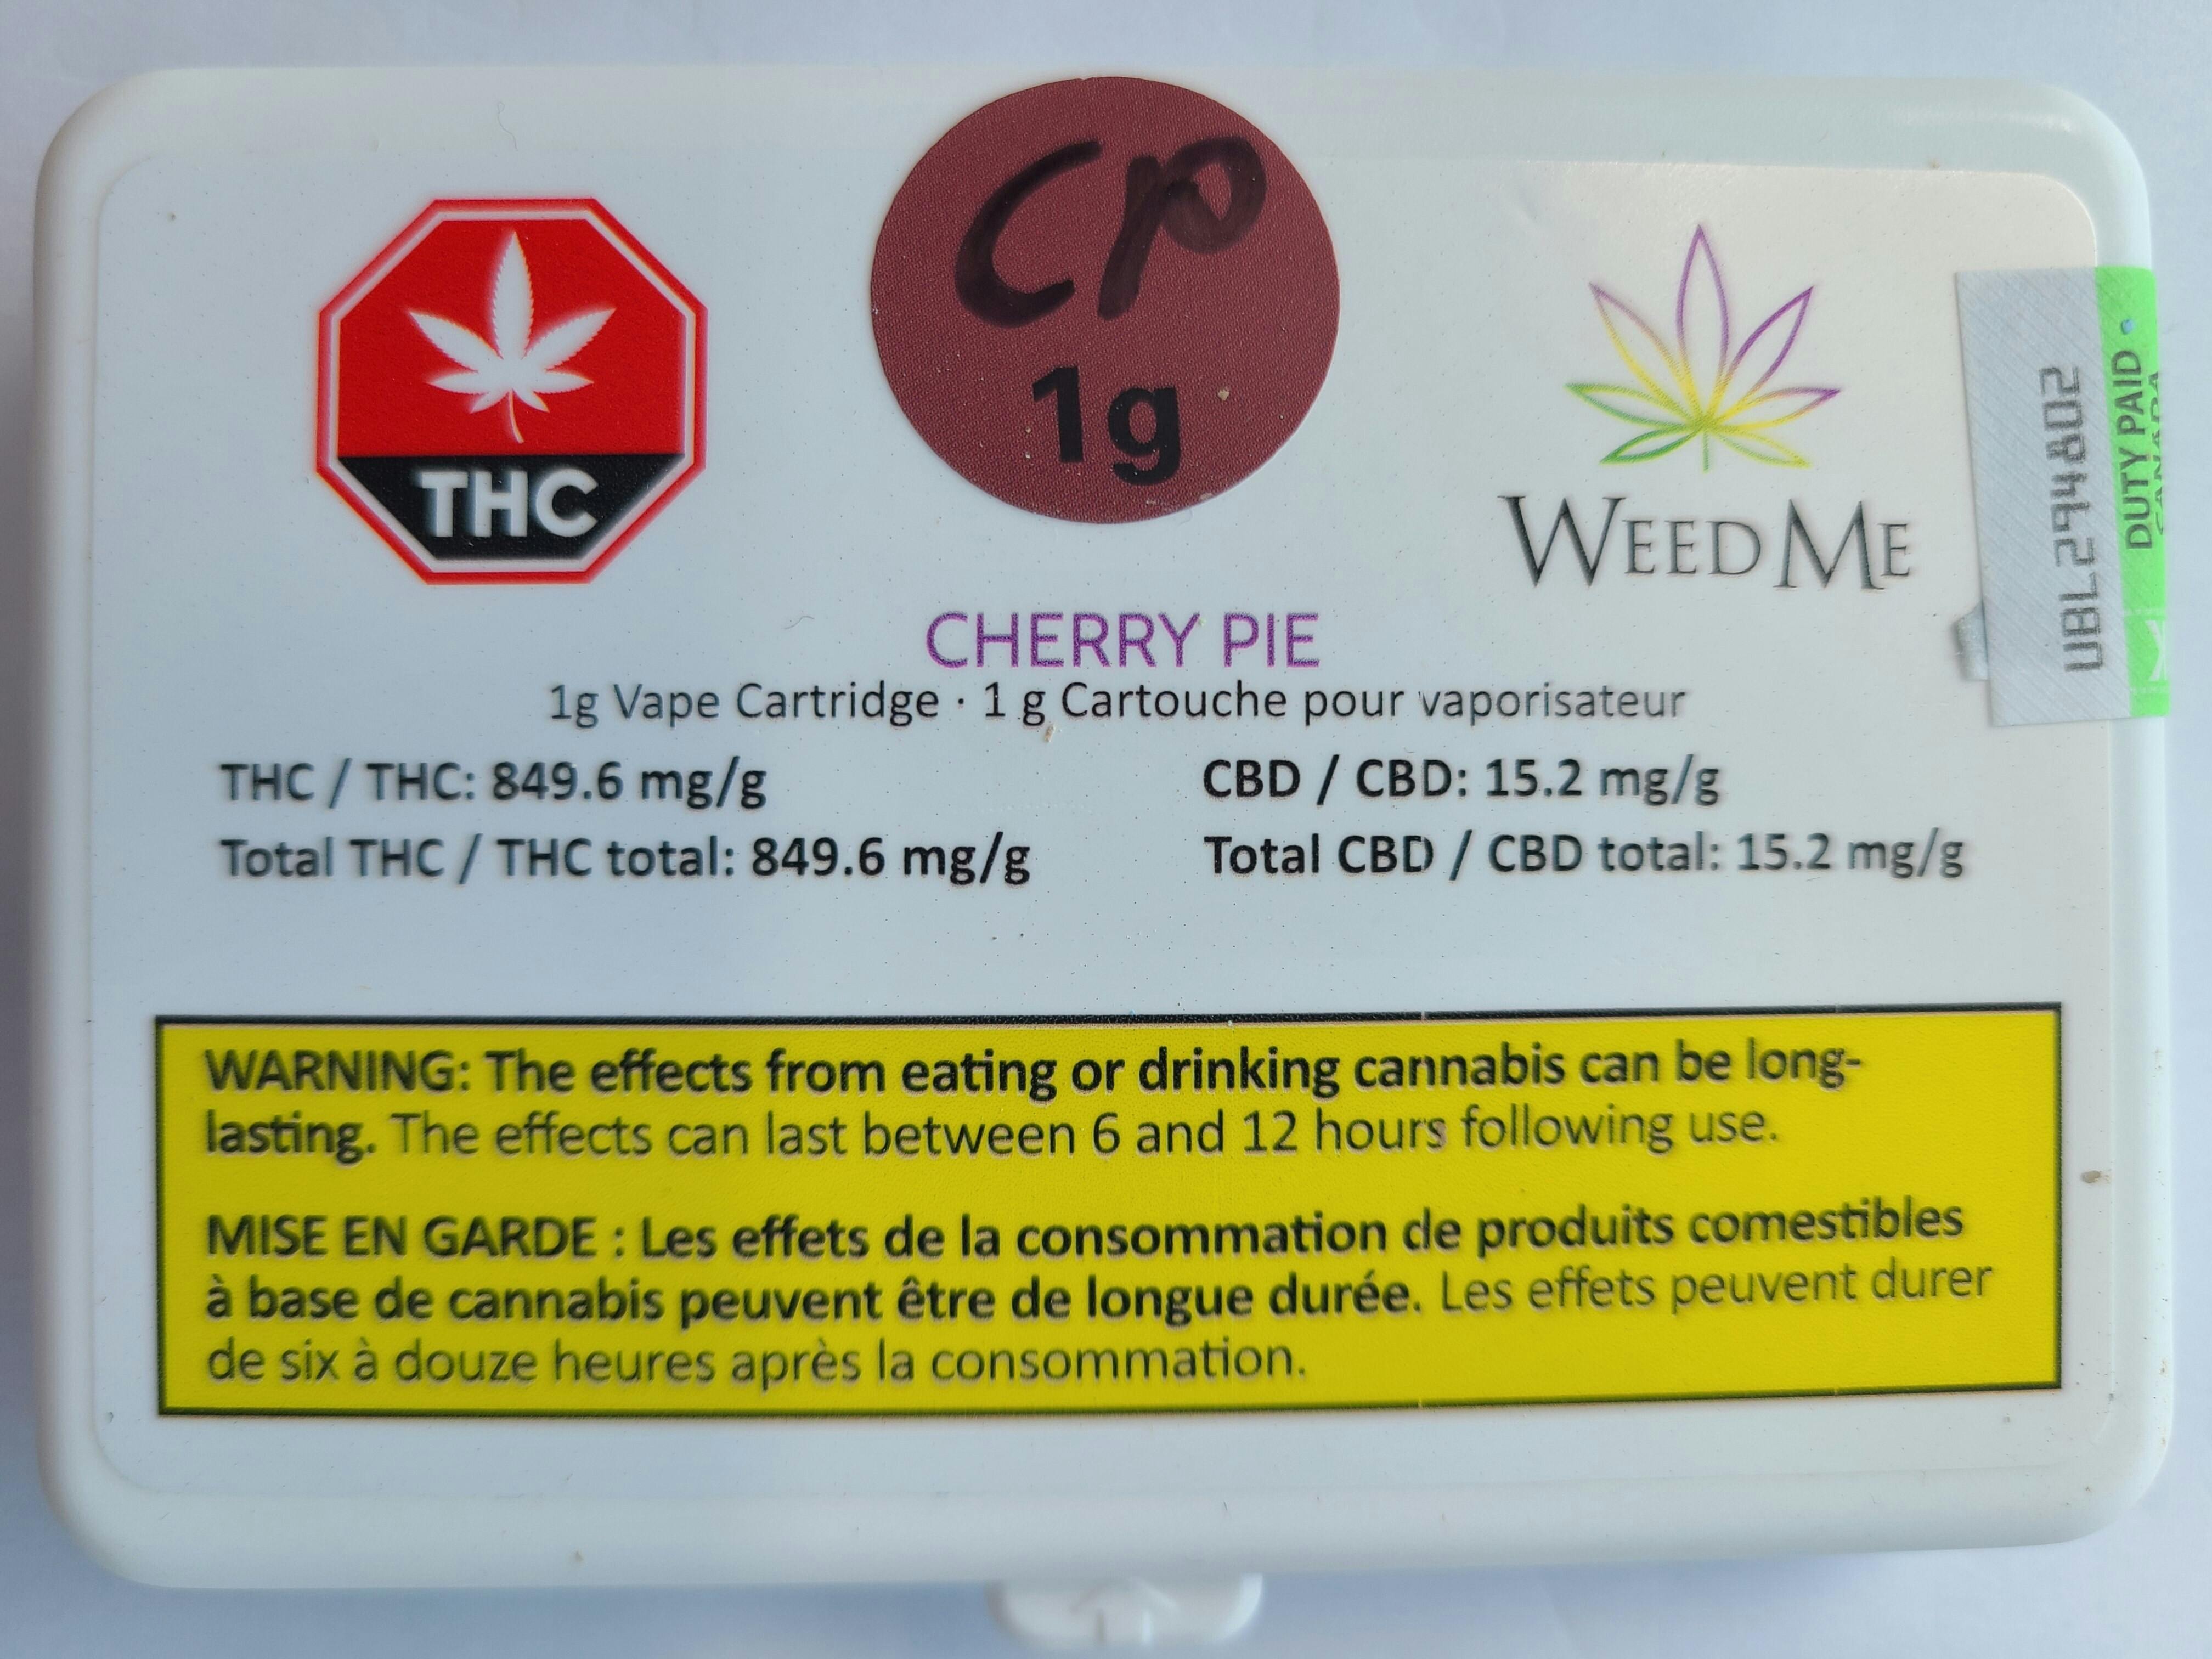 CP
1g
THC
WEED ME
CHERRY PIE
1g Vape Cartridge · 1 g Cartouche pour vaporisateur
THC / THC: 849.6 mg/g
CBD / CBD: 15.2 mg/g
Total THC / THC total: 849.6 mg/g
Total CBD / CBD total: 15.2 mg/g
WARNING: The effects from eating or drinking cannabis can be long-
lasting. The effects can last between 6 and 12 hours following use.
MISE EN GARDE : Les effets de la consommation de produits comestibles
à base de cannabis peuvent être de longue durée. Les effets peuvent durer
de six à douze heures après la consommation.
DUTY PAID •
CANADA